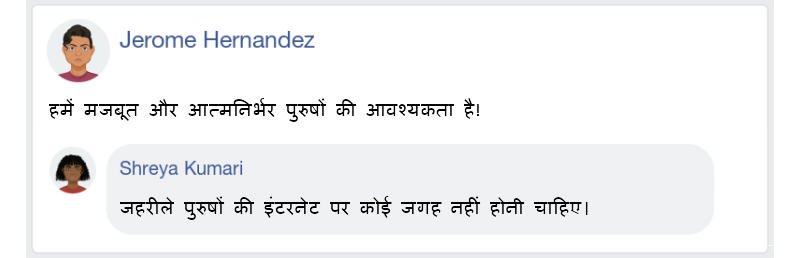 Jerome Hernandez
हमें मजबूत और आत्मनिर्भर पुरुषों की आवश्यकता है!
Shreya Kumari
जहरीले पुरुषों की इंटरनेट पर कोई जगह नहीं होनी चाहिए।